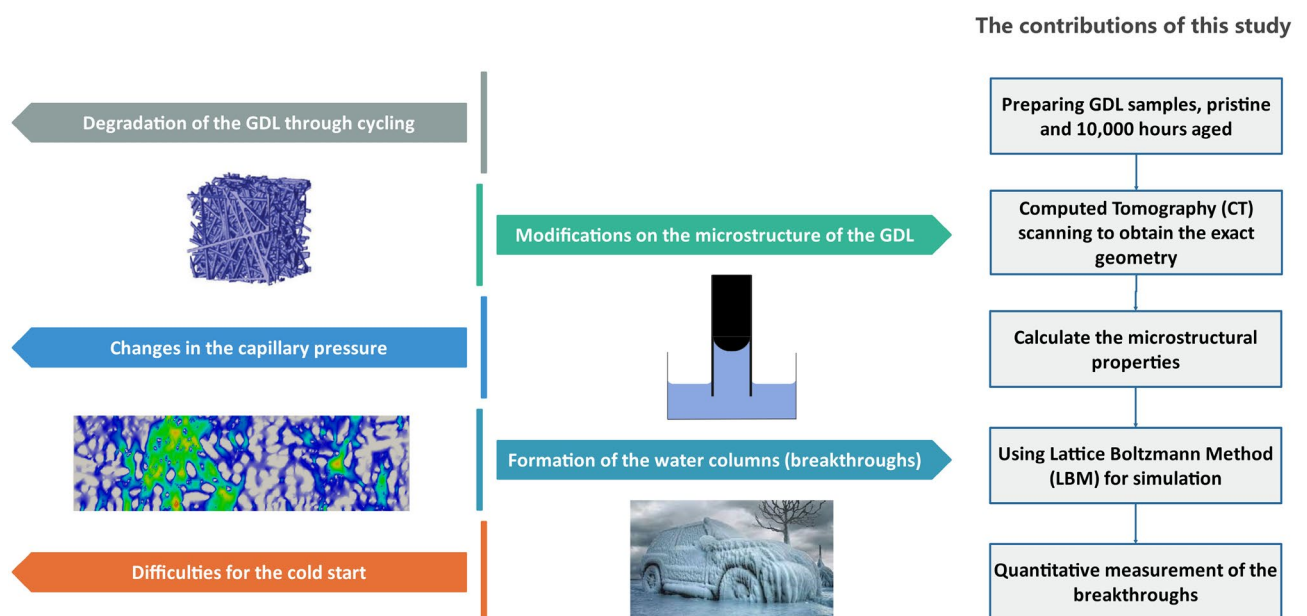 The contributions of this study
Degradation of the GDL through cycling
Modifications on the microstructure of the GDL
Changes in the capillary pressure
Formation of the water columns (breakthroughs)
Difficulties for the cold start
Preparing GDL samples, pristine
and 10,000 hours aged
Computed Tomography (CT)
scanning to obtain the exact
geometry
Calculate the microstructural
properties
Using Lattice Boltzmann Method
(LBM) for simulation
Quantitative measurement of the
breakthroughs